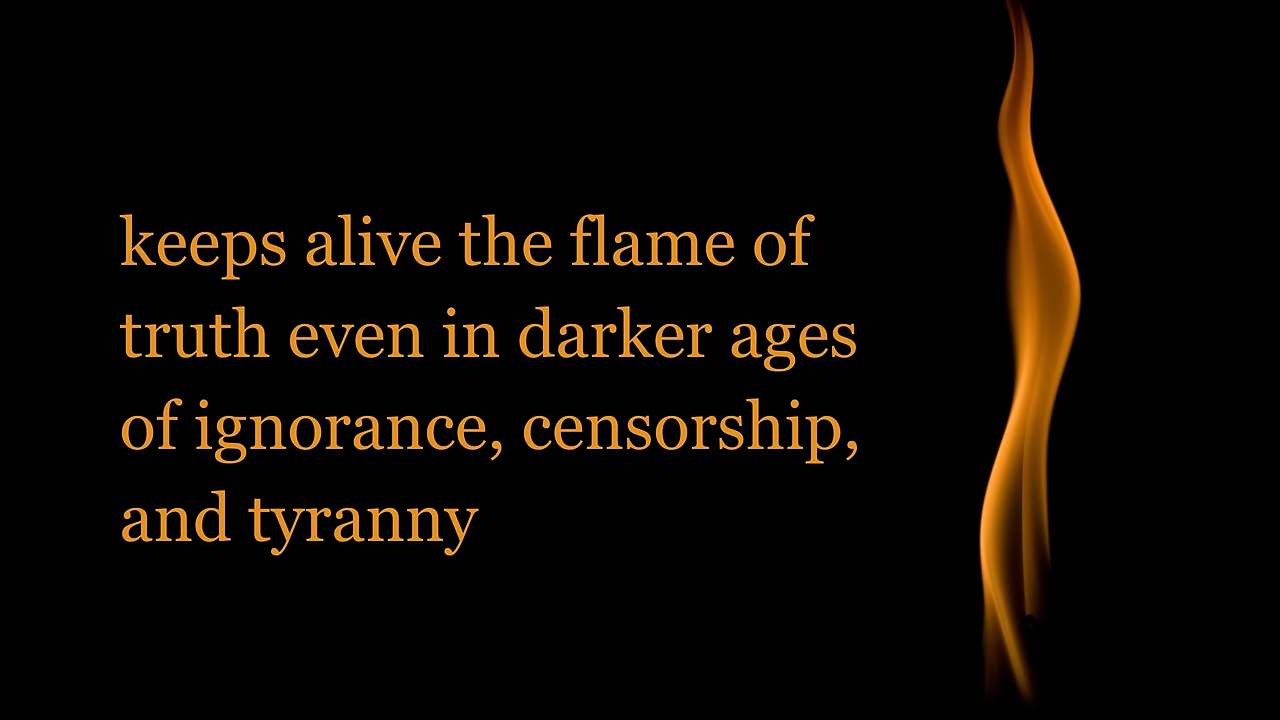 keeps alive the flame of
truth even in darker ages
of ignorance, censorship,
and tyranny